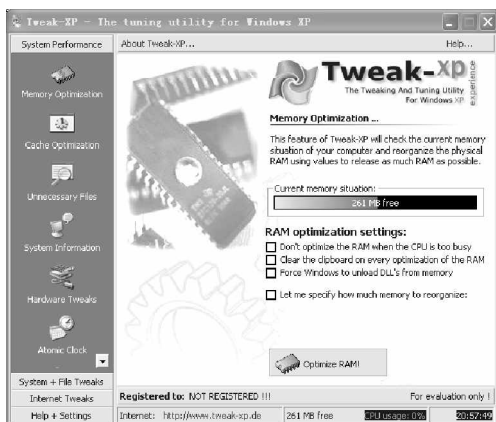 Tweak-XP - The tuning utility for Windows XP
System Performance
About Tweak-XP...
Help...
Memory Optimization
Cache Optimization
Unnecessary Files
System Information
Hardware Tweaks
Atomic Clock
System + File Tweaks
Internet Tweaks
Help + Settings
Tweak-XP
experience
The Tweaking And Tuning Utility
For Windows XP
Memory Optimization ...
This feature of Tweak-XP will check the current memory
situation of your computer and reorganize the physical
RAM using values to release as much RAM as possible.
Current memory situation:
261 MB free
RAM optimization settings:
Don't optimize the RAM when the CPU is too busy
Clear the clipboard on every optimization of the RAM
Force Windows to unload DLL's from memory
Let me specify how much memory to reorganize:
Optimize RAM!
Registered to: NOT REGISTERED !!!
For evaluation only !
Internet: http://www.tweak-xp.de
261 MB free
CPU usage: 0%
20:57:49